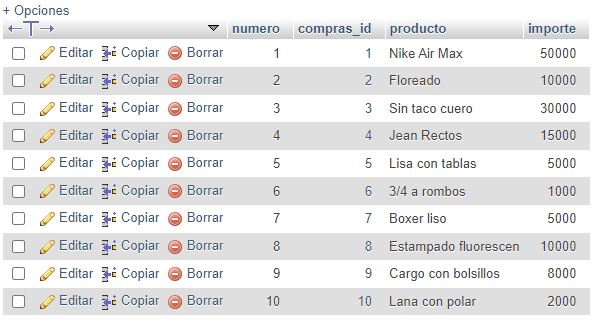 + Opciones
←T→ numero compras_id producto importe
Editar Copiar Borrar 1 1 Nike Air Max 50000
Editar Copiar Borrar 2 2 Floreado 10000
Editar Copiar Borrar 3 3 Sin taco cuero 30000
Editar Copiar Borrar 4 4 Jean Rectos 15000
Editar Copiar Borrar 5 5 Lisa con tablas 5000
Editar Copiar Borrar 6 6 3/4 a rombos 1000
Editar Copiar Borrar 7 7 Boxer liso 5000
Editar Copiar Borrar 8 8 Estampado fluorescen 10000
Editar Copiar Borrar 9 9 Cargo con bolsillos 8000
Editar Copiar Borrar 10 10 Lana con polar 2000